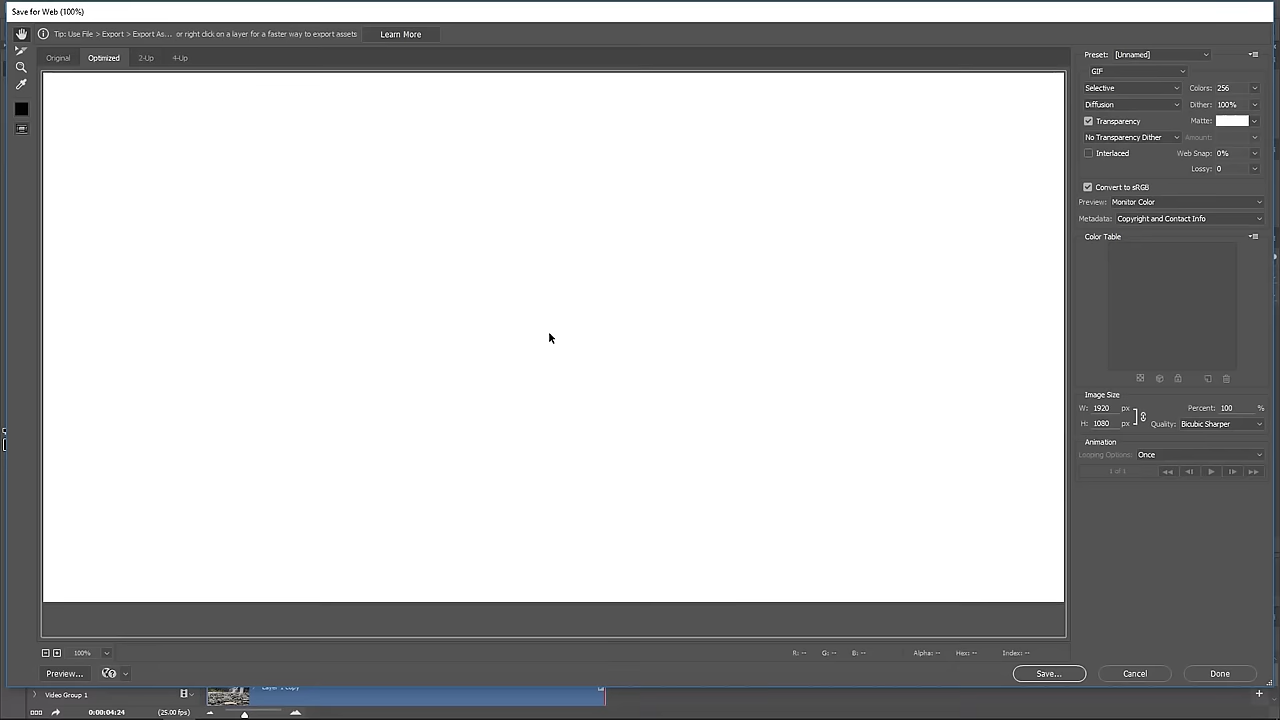 Save for Web (100%)
Tip: Use File > Export > Export As... or right click on a layer for a faster way to export assets
Learn More
Original
Optimized
2-Up
4-Up
Preset: [Unnamed]
GIF
Selective
Colors: 256
Diffusion
Dither: 100%
Transparency
Matte:
No Transparency Dither
Amount:
Interlaced
Web Snap: 0%
Lossy: 0
Convert to sRGB
Preview: Monitor Color
Metadata: Copyright and Contact Info
Color Table
Image Size
W: 1920 px
Percent: 100 %
H: 1080 px
Quality: Bicubic Sharper
Animation
Looping Options: Once
1 of 1
100%
R: --
G: --
B: --
Alpha: --
Hex: --
Index: --
Preview...
Save...
Cancel
Done
Video Group 1
Layer 1 copy
0:00:04:24
(25.00 fps)